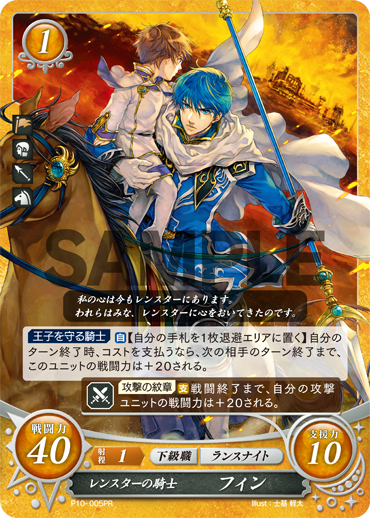 1
SAMPLE
私の心は今もレンスターにあります。
われらはみな、レンスターに心をおいてきたのです。
王子を守る騎士 自【自分の手札を1枚退避エリアに置く】自分の
ターン終了時、コストを支払うなら、次の相手のターン終了まで、
このユニットの戦闘力は+20される。
攻撃の紋章 支 戦闘終了まで、自分の攻撃
ユニットの戦闘力は+20される。
戦闘力 40
射程 1 下級職 ランスナイト
支援力 10
レンスターの騎士 フィン
P10-005PR
Illust:士基軽太